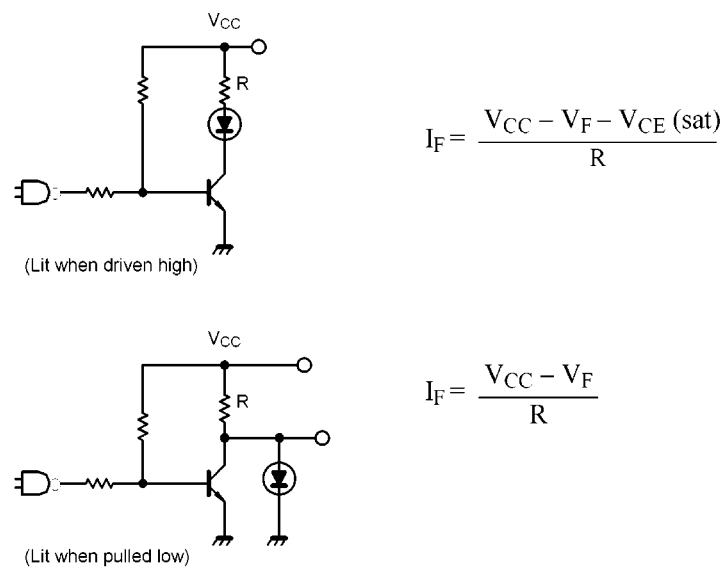 VCC
R
IF = VCC – VF – VCE (sat)
R
(Lit when driven high)
VCC
R
IF = VCC – VF
R
(Lit when pulled low)